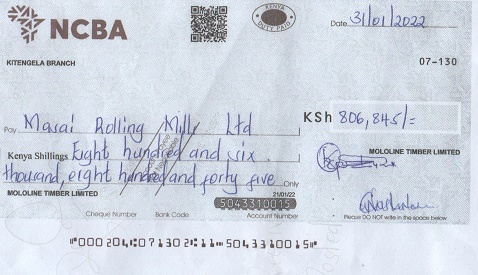 NCBA
KENYA
DUTY PAID
Date 31/01/2022
KITENGELA BRANCH
07-130
Pay Masai Rolling Mills Ltd
KSh 806,845/=
Kenya Shillings Eight hundred and six
MOLOLINE TIMBER LIMITED
thousand, eight hundred and forty five Only
MOLOLINE TIMBER LIMITED
21/01/22
5043310015
Cheque Number Bank Code Account Number
Please DO NOT write in the space below
"000204"07130211" 5043310015"